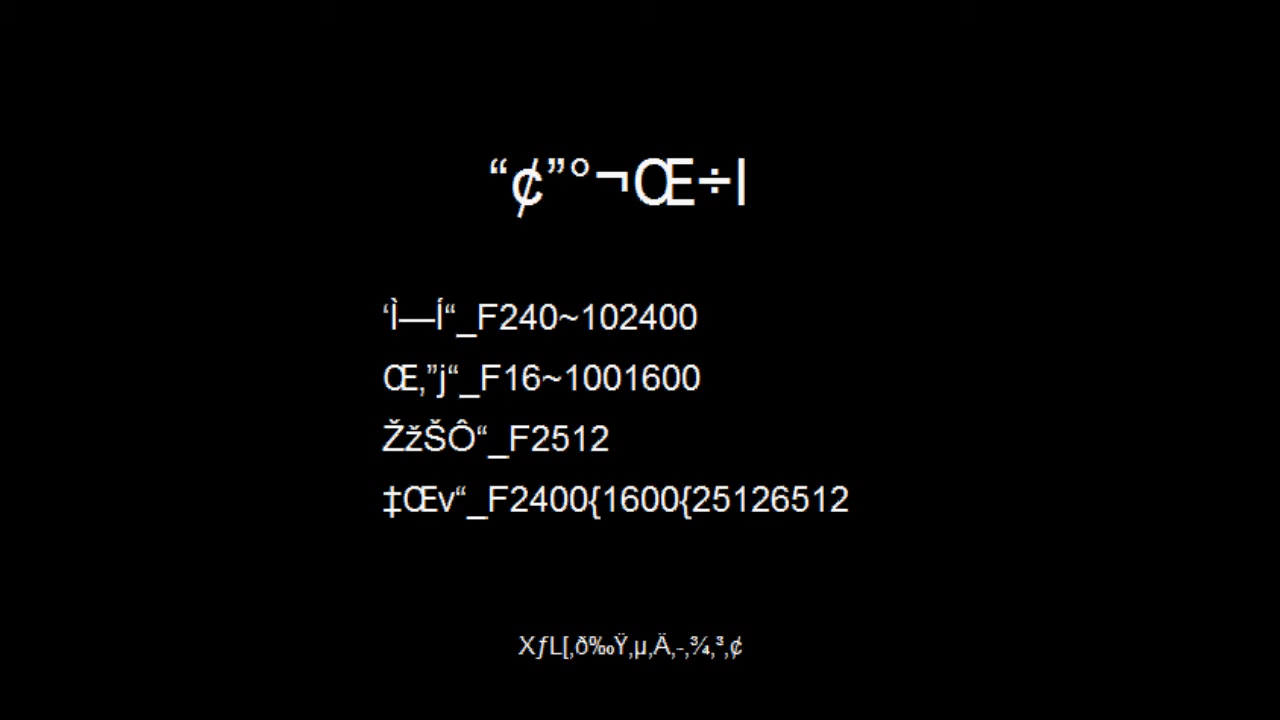 “¢”°¬Œ÷I
‘Ì—Í“_F240~102400
Œ‚”j“_F16~1001600
ŽžŠÔ“_F2512
‡Œv“_F2400{1600{25126512
XƒL[‚ð‰Ÿ‚µ‚Ä‚-‚¾‚³‚¢